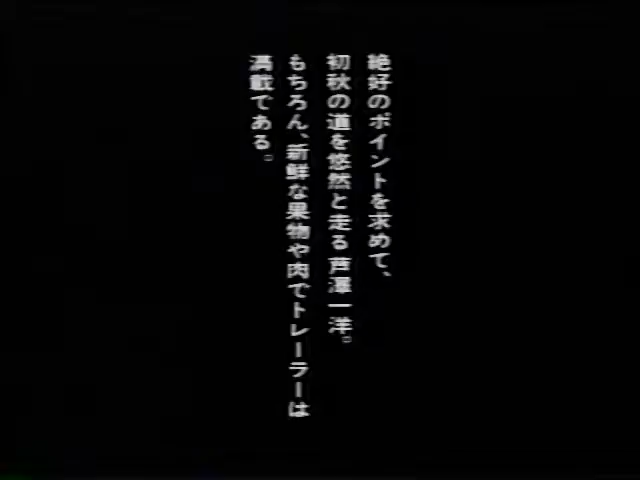 絶好のポイントを求めて、
初秋の道を悠然と走る芦澤一洋。
もちろん、新鮮な果物や肉でトレーラーは
満載である。